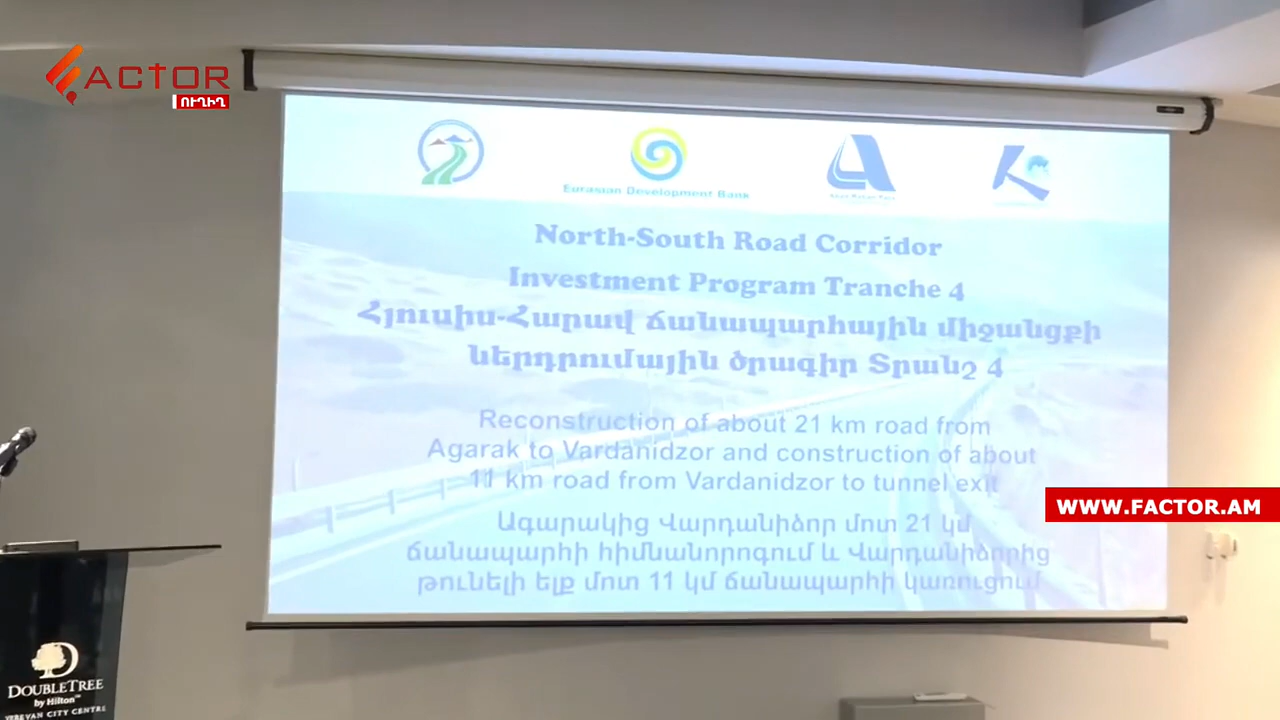 FACTOR
ՈՒՂԻՂ
Eurasian Development Bank
North-South Road Corridor
Investment Program Tranche 4
Հյուսիս-Հարավ ճանապարհային միջանցքի
ներդրումային ծրագիր Տրանշ 4
Reconstruction of about 21 km road from
Agarak to Vardanidzor and construction of about
11 km road from Vardanidzor to tunnel exit
Ագարակից Վարդանիձոր մոտ 21 կմ
ճանապարհի հիմնանորոգում և Վարդանիձորից
թունելի ելք մոտ 11 կմ ճանապարհի կառուցում
WWW.FACTOR.AM
DOUBLETREE
by Hilton™
YEREVAN CITY CENTRE